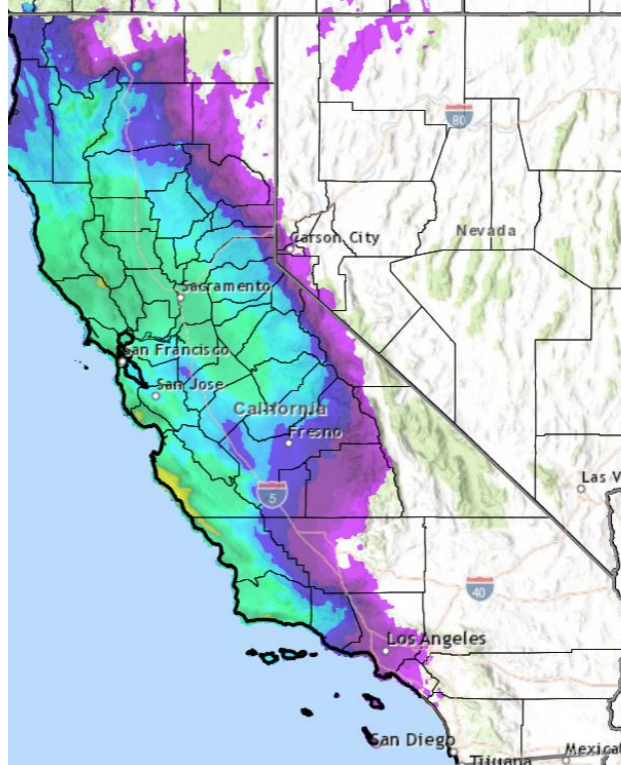 80
Nevada
Carson City
Sacramento
San Francisco
San Jose
California
Fresno
Las V
5
40
Los Angeles
San Diego
Mexical
Tijuana